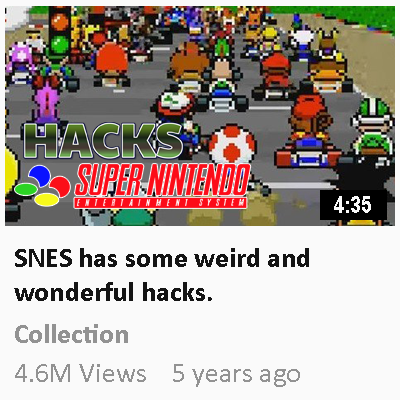 HACKS
SUPER NINTENDO
ENTERTAINMENT SYSTEM
4:35
SNES has some weird and
wonderful hacks.
Collection
4.6M Views 5 years ago